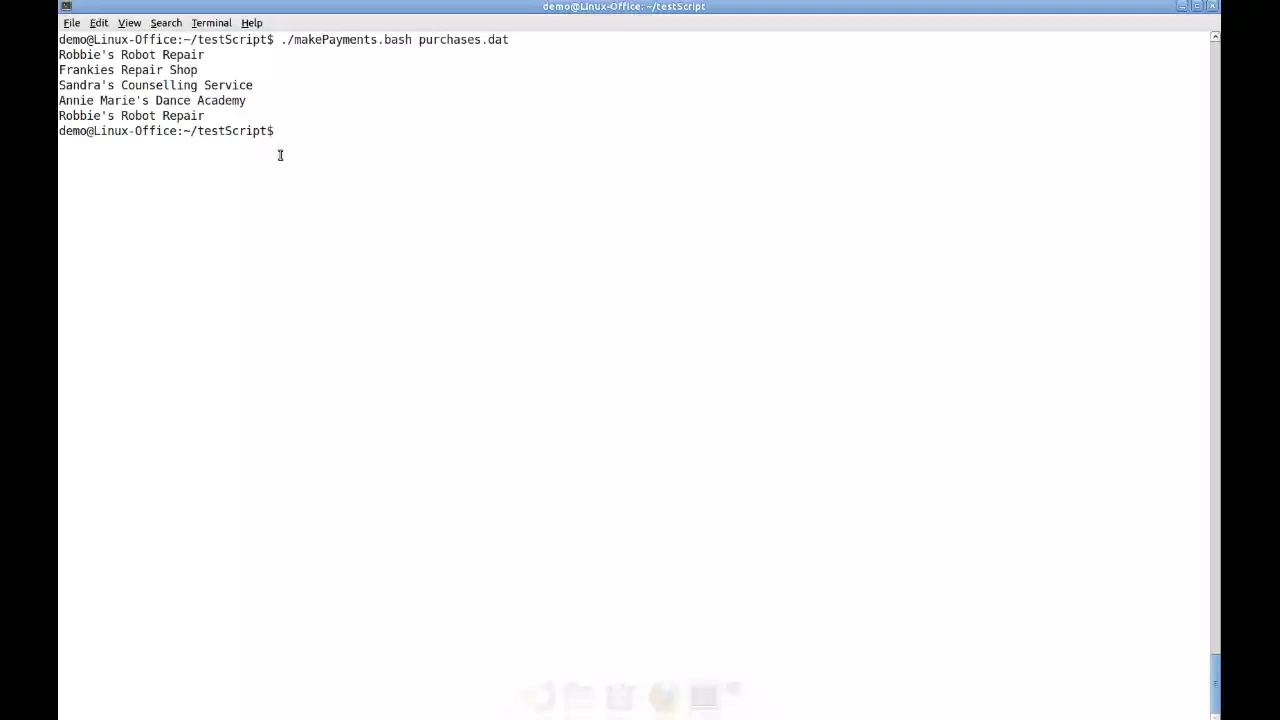 demo@Linux-Office: ~/testScript
File Edit View Search Terminal Help
demo@Linux-Office:~/testScript$ ./makePayments.bash purchases.dat
Robbie's Robot Repair
Frankies Repair Shop
Sandra's Counselling Service
Annie Marie's Dance Academy
Robbie's Robot Repair
demo@Linux-Office:~/testScript$